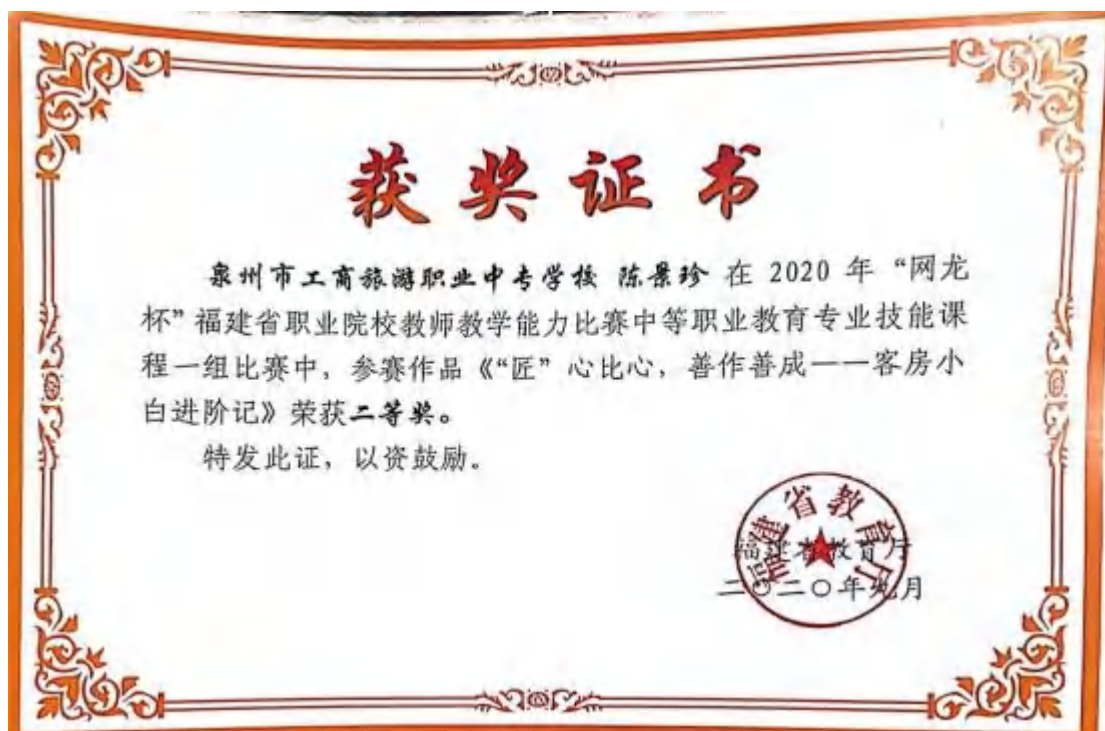 获奖证书
泉州市工商旅游职业中专学校 陈景珍 在 2020 年 “网龙
杯”福建省职业院校教师教学能力比赛中等职业教育专业技能课
程一组比赛中，参赛作品《“匠”心比心，善作善成——客房小
白进阶记》荣获二等奖。
特发此证，以资鼓励。
福建省教育厅
福建省教育厅
二〇二〇年九月